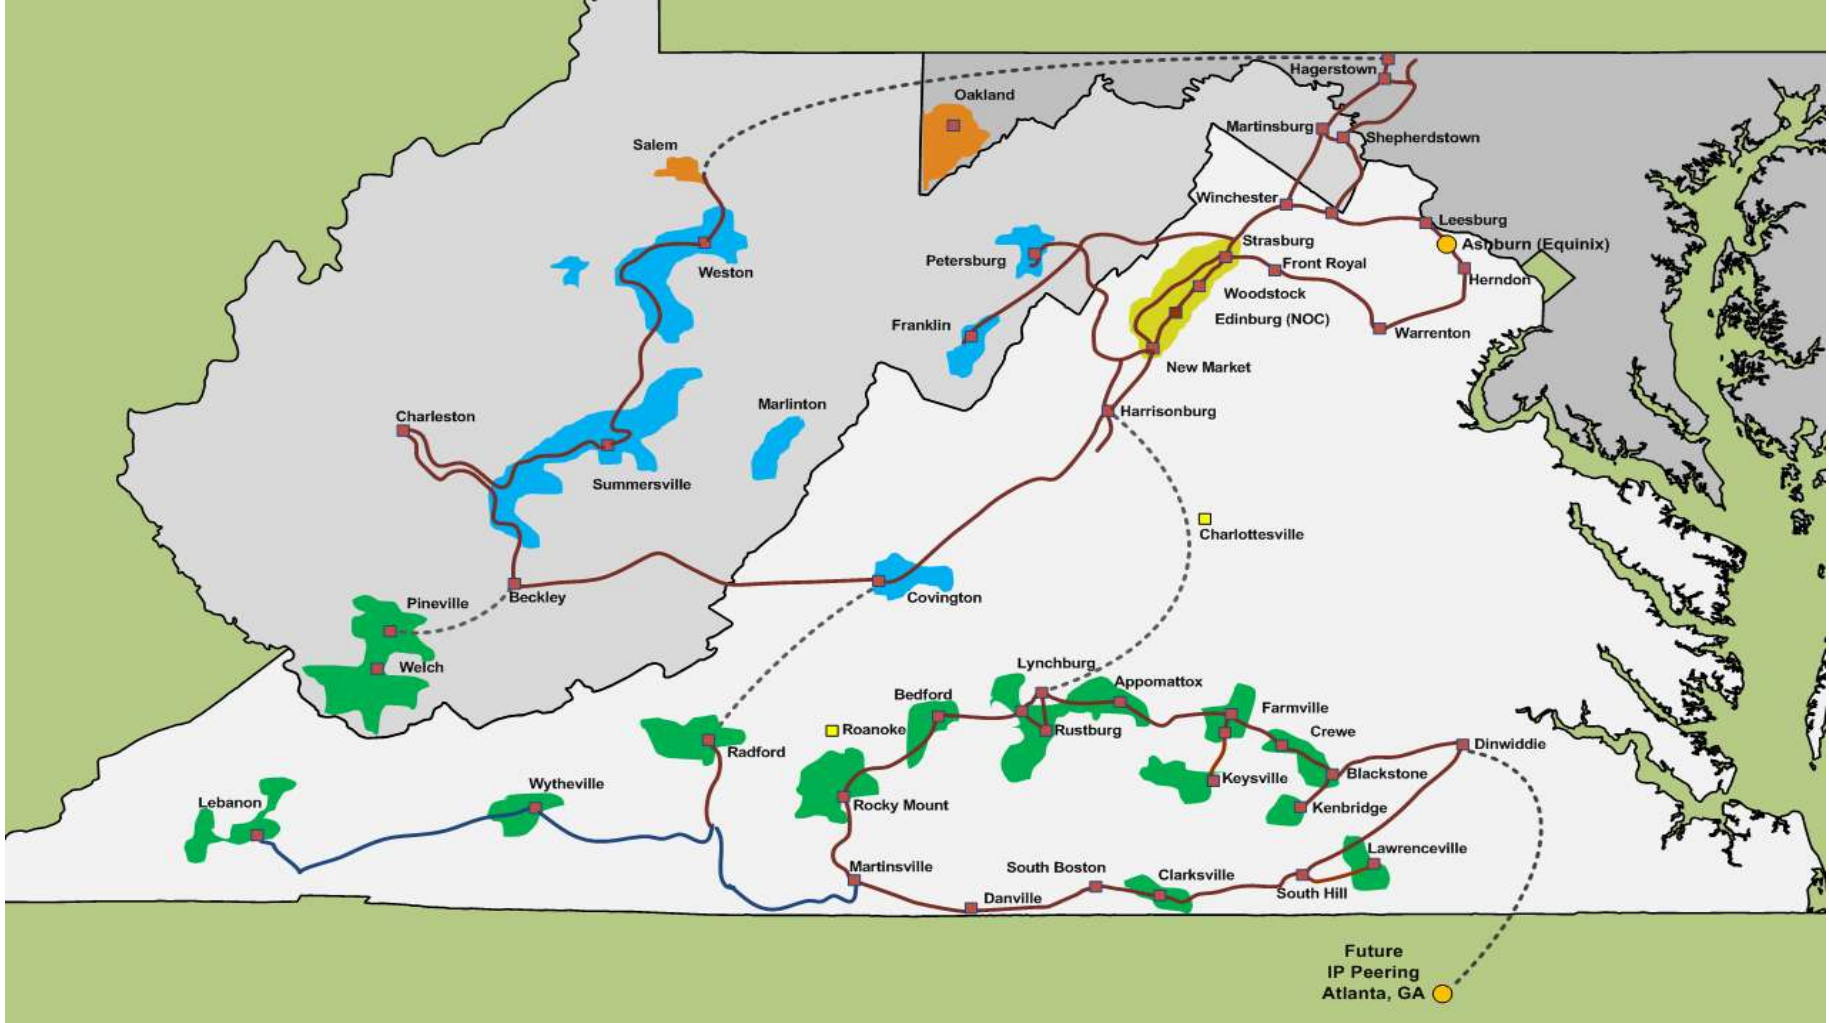 Hagerstown
Oakland
Martinsburg
Shepherdstown
Salem
Winchester
Leesburg
Strasburg
Ashburn (Equinix)
Petersburg
Front Royal
Weston
Herndon
Woodstock
Edinburg (NOC)
Franklin
Warrenton
New Market
Marlinton
Charleston
Harrisonburg
Summersville
Charlottesville
Beckley
Covington
Pineville
Welch
Lynchburg
Appomattox
Bedford
Farmville
Roanoke
Rustburg
Crewe
Dinwiddie
Radford
Blackstone
Keysville
Wytheville
Lebanon
Rocky Mount
Kenbridge
Lawrenceville
Martinsville
South Boston
Clarksville
South Hill
Danville
Future
IP Peering
Atlanta, GA